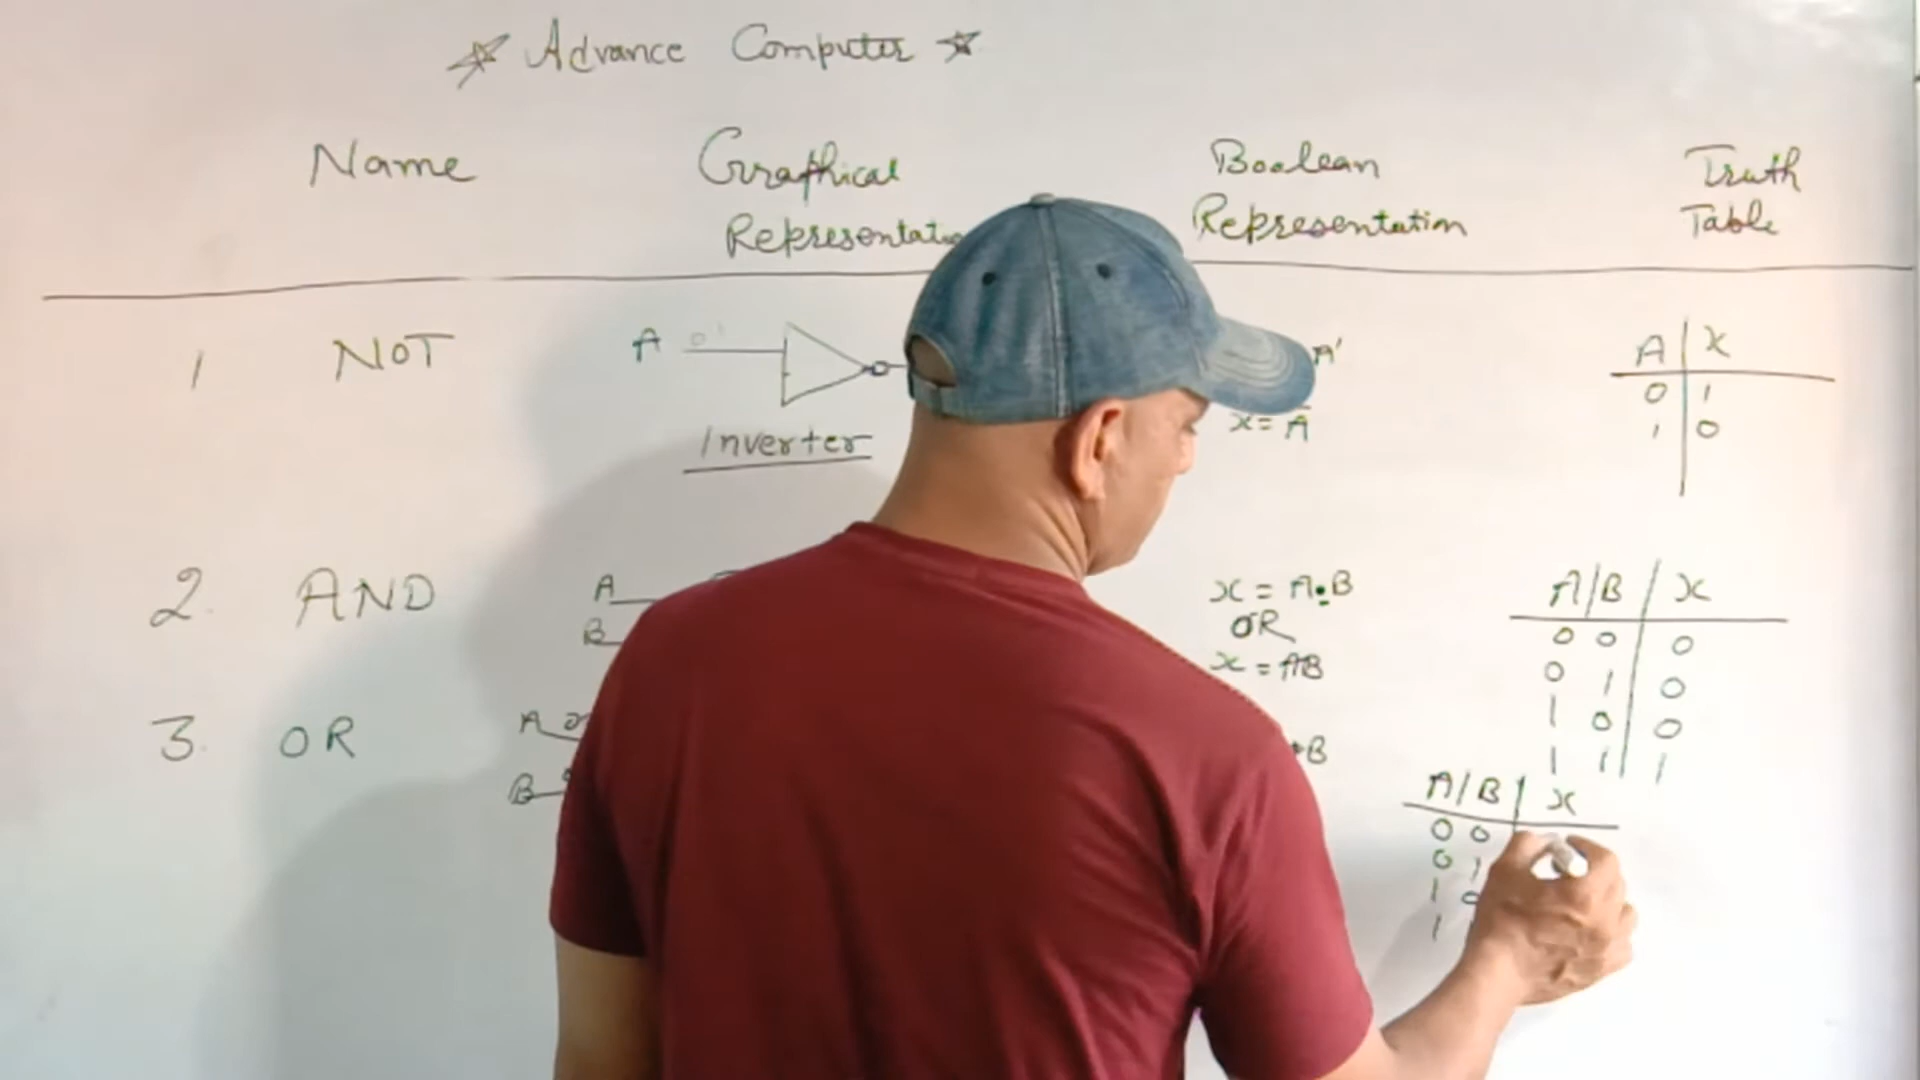 Advance Computer
Name Graphical Boolean Truth
Representation Representation Table
1 NOT A 0 A' A x
0 1
x = A̅ 1 0
Inverter
2. AND A x = A.B A/B x
B OR 0 0 0
x = AB 0 1 0
1 0 0
1 1 1
3. OR A B
B A/B x
0 0
0 1
1 0
1